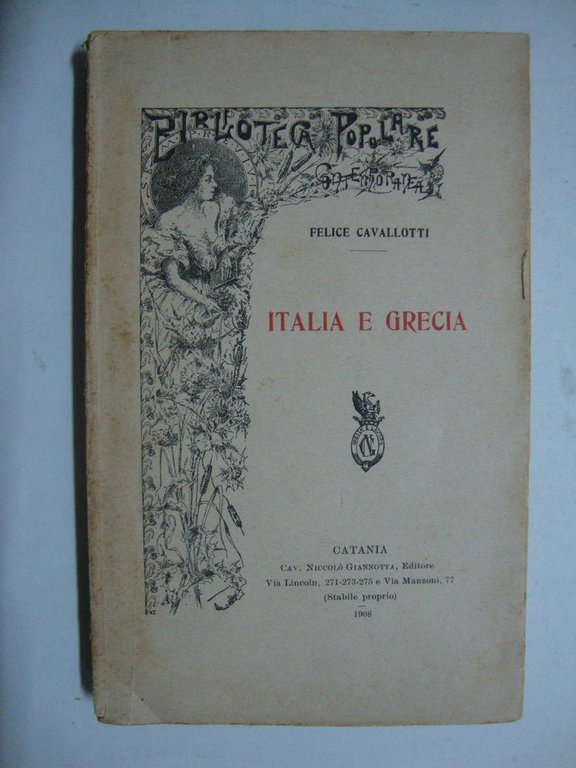 BIBLIOTECA POPOLARE
CONTEMPORANEA
FELICE CAVALLOTTI
ITALIA E GRECIA
CATANIA
CAV. NICCOLÒ GIANNOTTA, Editore
Via Lincoln, 271-273-275 e Via Manzoni, 77
(Stabile proprio)
1908